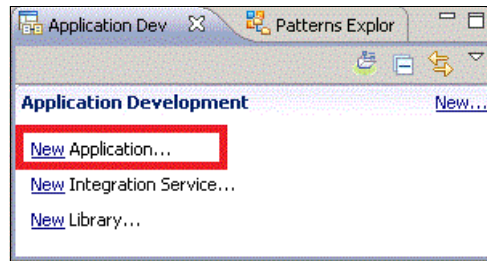 Application Dev Patterns Explor
Application Development New...
New Application...
New Integration Service...
New Library...